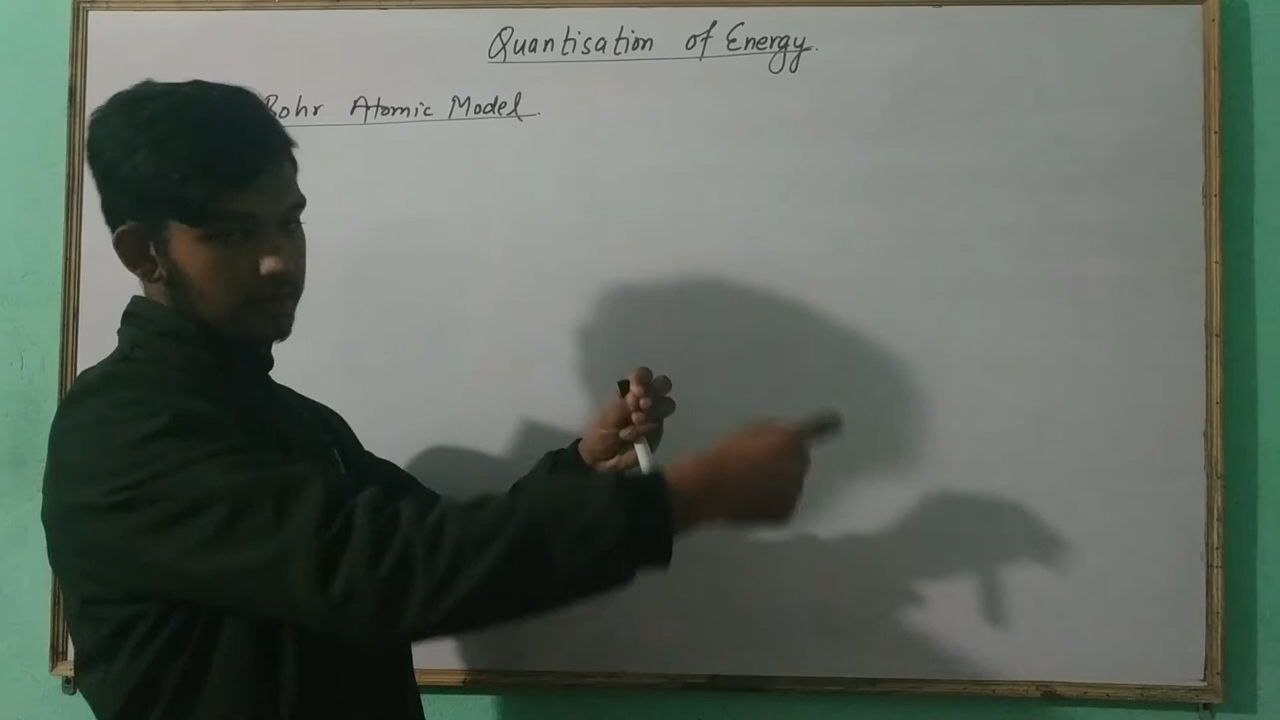 Quantisation of Energy.
Bohr Atomic Model.